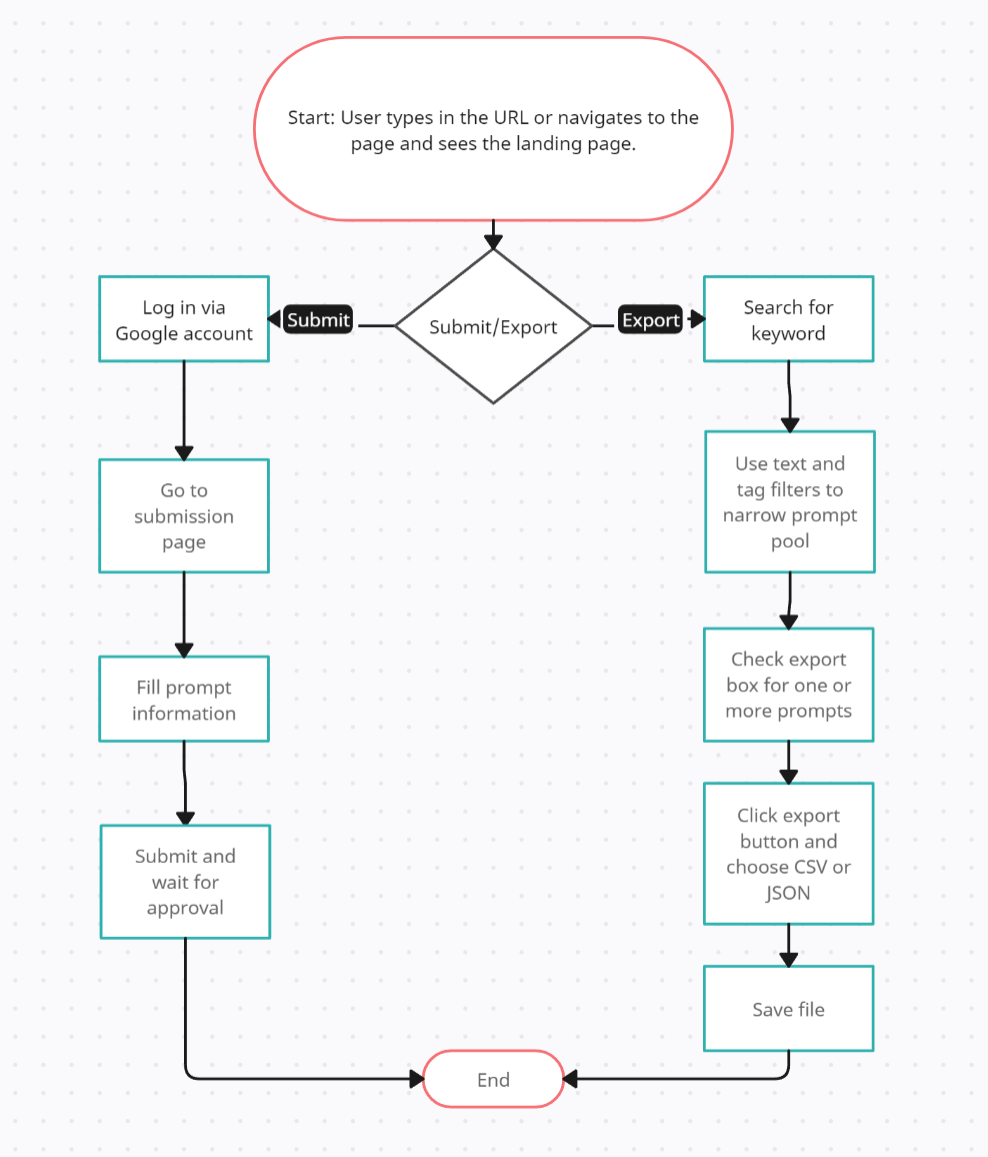 Start: User types in the URL or navigates to the
page and sees the landing page.
Submit/Export
Submit
Log in via
Google account
Go to
submission
page
Fill prompt
information
Submit and
wait for
approval
Export
Search for
keyword
Use text and
tag filters to
narrow prompt
pool
Check export
box for one or
more prompts
Click export
button and
choose CSV or
JSON
Save file
End